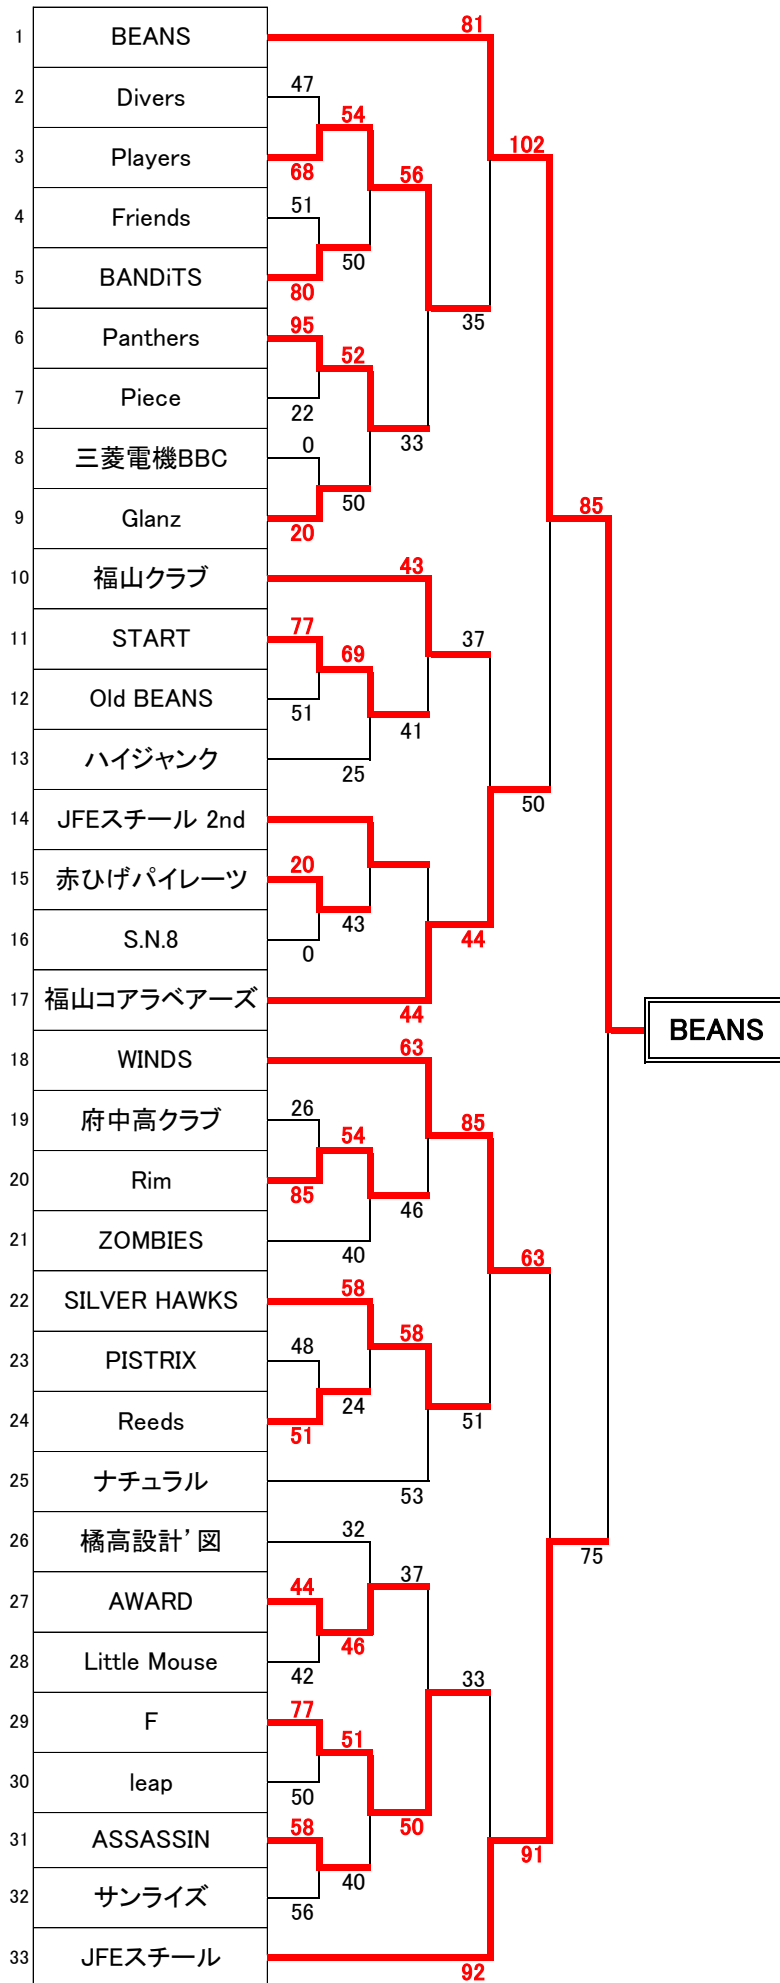 81
1 BEANS
47
2 Divers
54
102
3 Players
68
56
51
4 Friends
50
5 BANDiTS
80
95
35
6 Panthers
52
7 Piece
22
0
33
8 三菱電機BBC
50
85
9 Glanz
20
43
10 福山クラブ
77
37
11 START
69
12 Old BEANS
51
41
13 ハイジャンク
25
50
14 JFEスチール 2nd
20
15 赤ひげパイレーツ
43
16 S.N.8
0
44
17 福山コアラベアーズ
44
BEANS
63
18 WINDS
26
85
19 府中高クラブ
54
20 Rim
85
46
21 ZOMBIES
40
63
58
22 SILVER HAWKS
58
48
23 PISTRIX
24
51
24 Reeds
51
25 ナチュラル
53
32
26 橘高設計’図
75
37
44
27 AWARD
46
28 Little Mouse
42
33
77
29 F
51
30 leap
50
58
50
31 ASSASSIN
91
40
32 サンライズ
56
33 JFEスチール
92